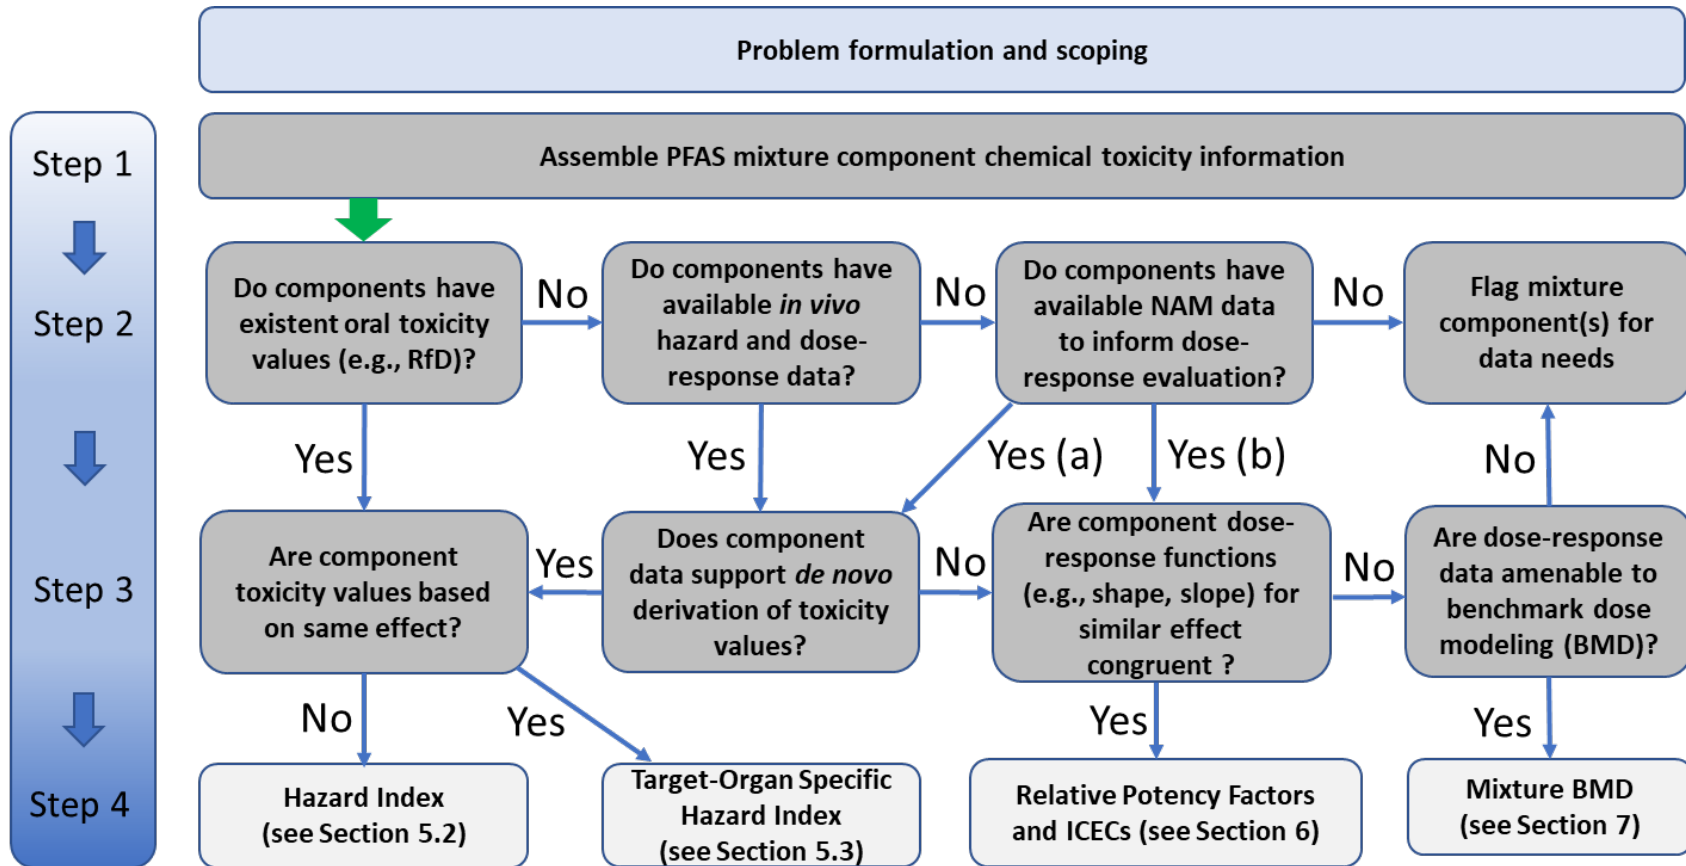 Problem formulation and scoping
Step 1
Assemble PFAS mixture component chemical toxicity information
Step 2
Do components have
existent oral toxicity
values (e.g., RfD)?
No
Do components have
available in vivo
hazard and dose-
response data?
No
Do components have
available NAM data
to inform dose-
response evaluation?
No
Flag mixture
component(s) for
data needs
Yes
Yes
Yes (a)
Yes (b)
No
Step 3
Are component
toxicity values based
on same effect?
Yes
Does component
data support de novo
derivation of toxicity
values?
No
Are component dose-
response functions
(e.g., shape, slope) for
similar effect
congruent ?
No
Are dose-response
data amenable to
benchmark dose
modeling (BMD)?
No
Yes
Yes
Yes
Step 4
Hazard Index
(see Section 5.2)
Target-Organ Specific
Hazard Index
(see Section 5.3)
Relative Potency Factors
and ICECs (see Section 6)
Mixture BMD
(see Section 7)